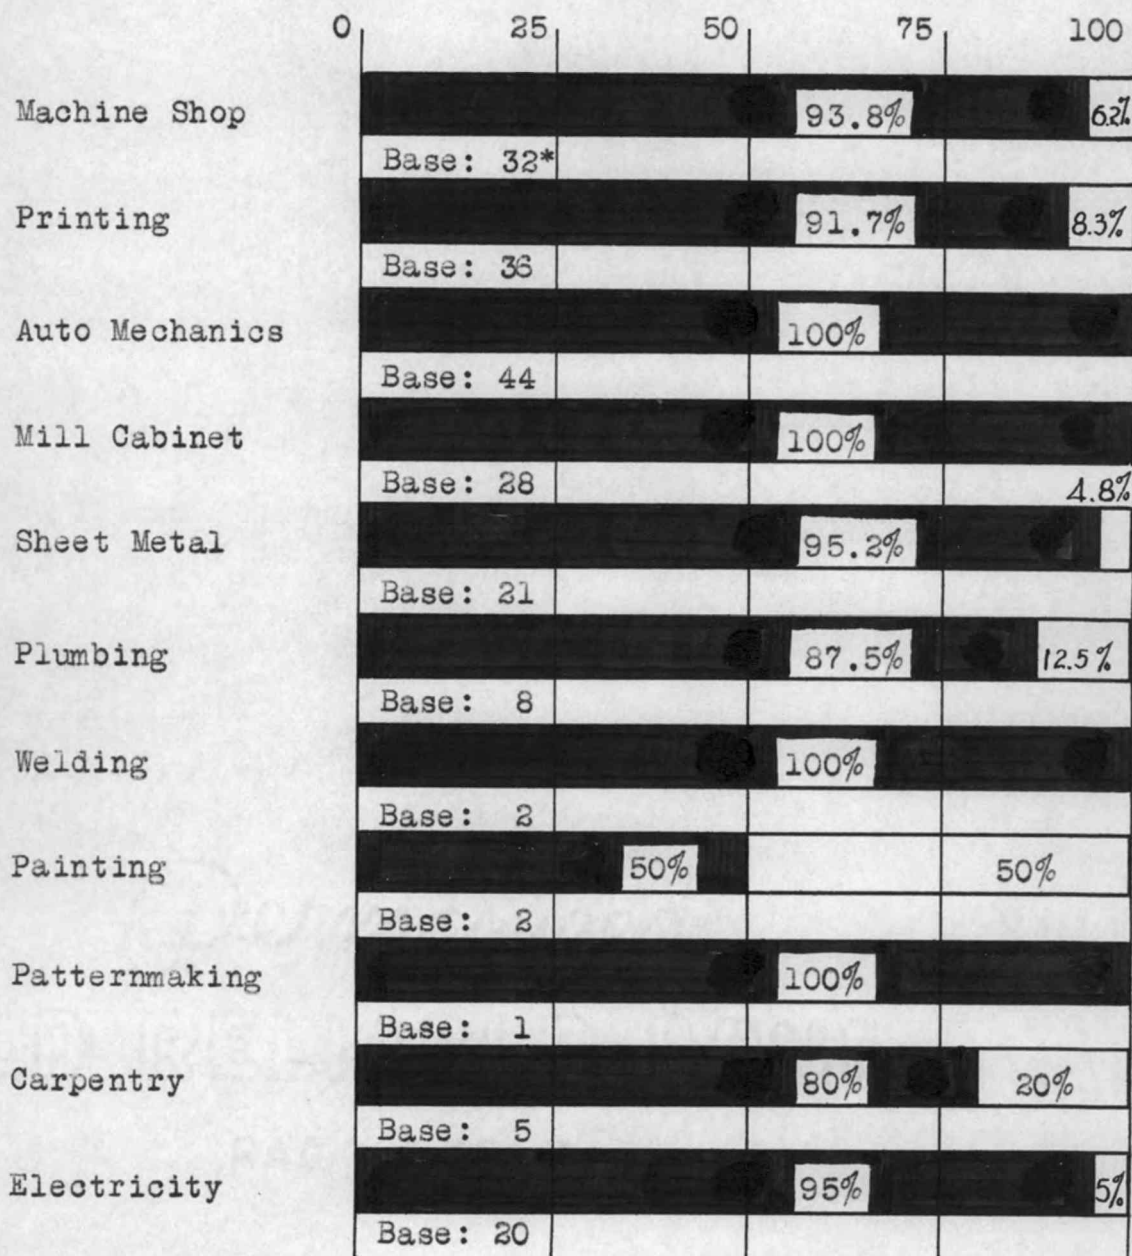 0 25 50 75 100
Machine Shop 93.8% 6.2%
Base: 32*
Printing 91.7% 8.3%
Base: 36
Auto Mechanics 100%
Base: 44
Mill Cabinet 100%
Base: 28 4.8%
Sheet Metal 95.2%
Base: 21
Plumbing 87.5% 12.5%
Base: 8
Welding 100%
Base: 2
Painting 50% 50%
Base: 2
Patternmaking 100%
Base: 1
Carpentry 80% 20%
Base: 5
Electricity 95% 5%
Base: 20